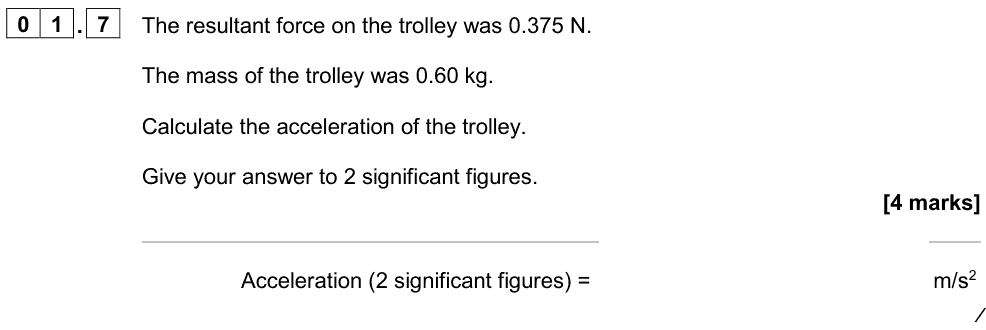 0 1 . 7 The resultant force on the trolley was 0.375 N.
The mass of the trolley was 0.60 kg.
Calculate the acceleration of the trolley.
Give your answer to 2 significant figures.
[4 marks]
Acceleration (2 significant figures) = m/s²